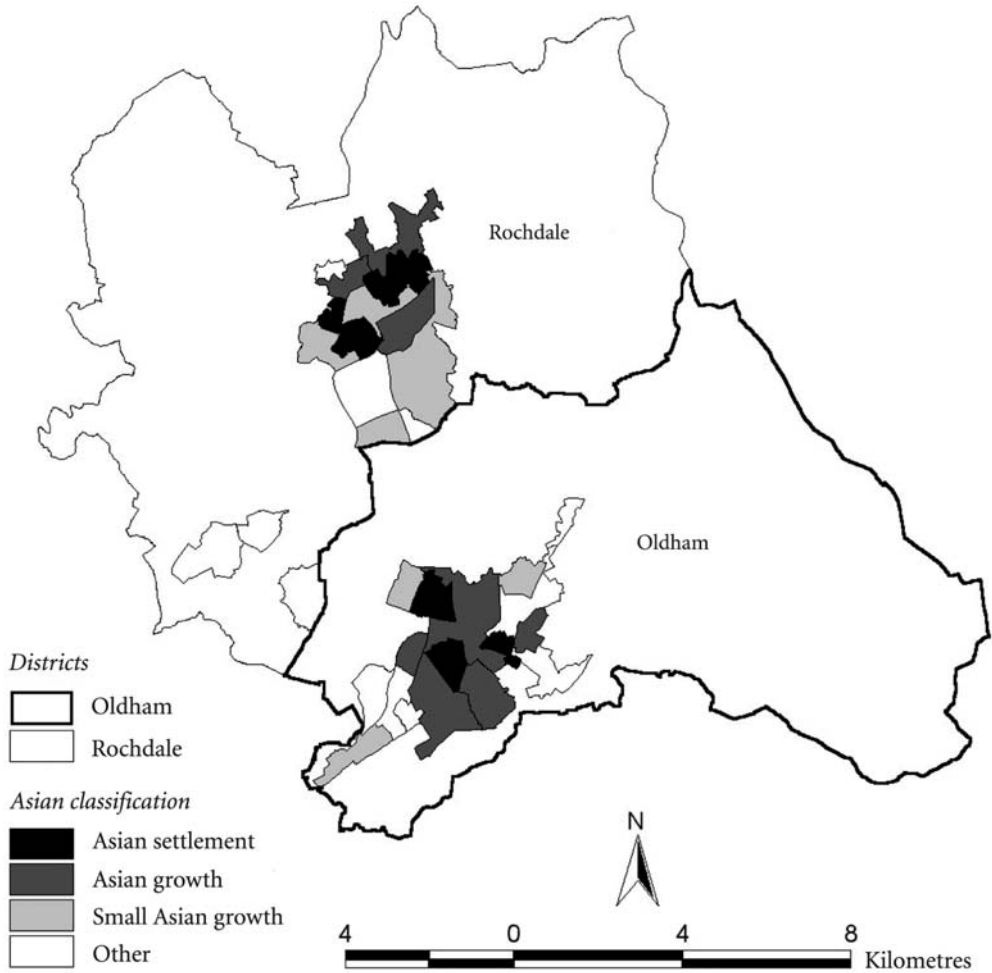 Rochdale
Oldham
Districts
Oldham
Rochdale
Asian classification
Asian settlement
Asian growth
Small Asian growth
Other
N
4 0 4 8
Kilometres